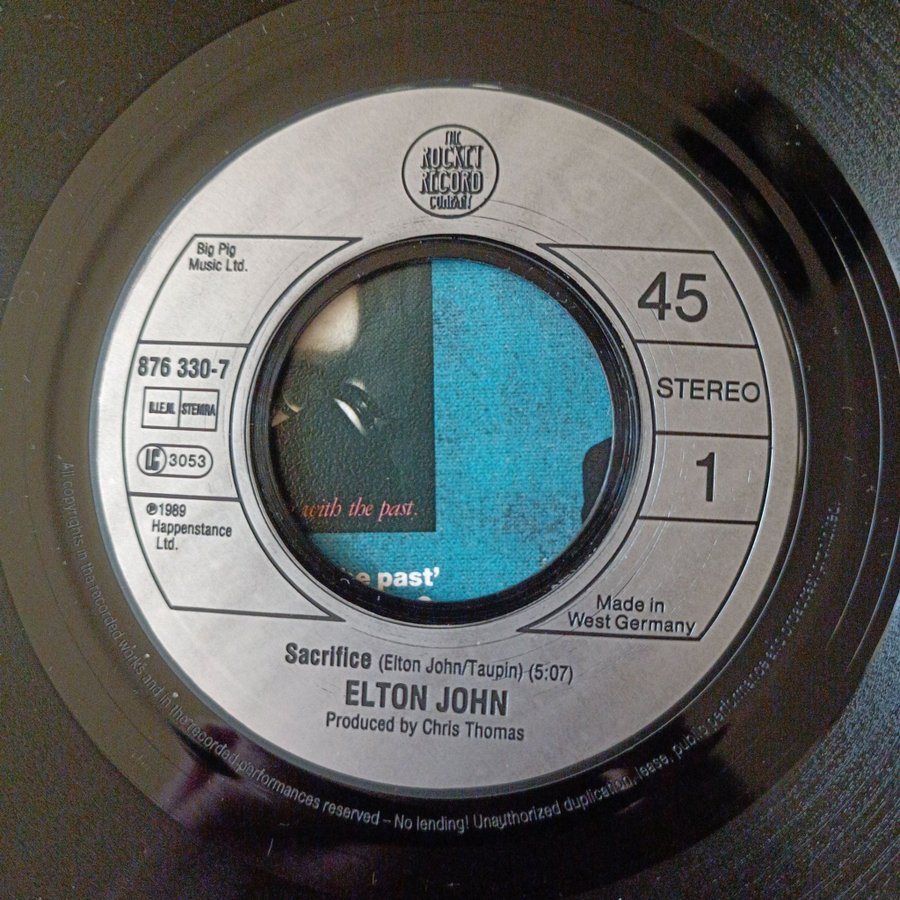 THE
ROCKET
RECORD
COMPANY
Big Pig
Music Ltd.
876 330-7
B.I.E.M. STEMRA
LC 3053
℗1989
Happenstance
Ltd.
45
STEREO
1
Made in
West Germany
with the past.
e past'
Sacrifice (Elton John/Taupin) (5:07)
ELTON JOHN
Produced by Chris Thomas
All copyrights in the recorded works and in the recorded performances reserved – No lending! Unauthorized duplication, lease, public performance and broadcast prohibited.